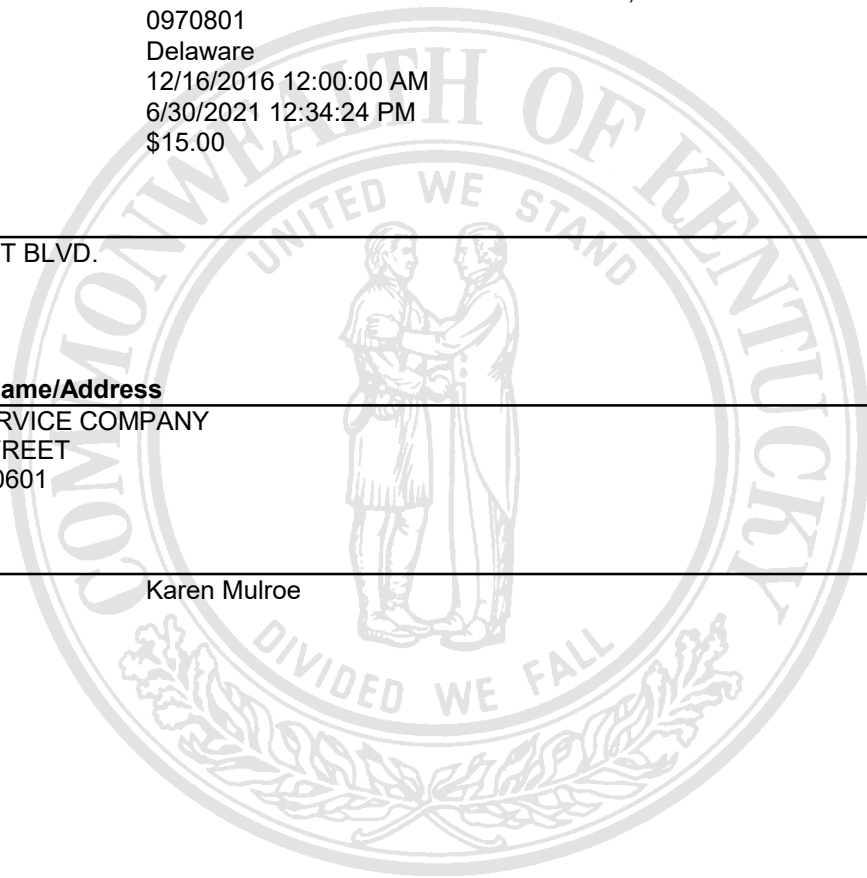 0970801
Delaware
12/16/2016 12:00:00 AM
6/30/2021 12:34:24 PM
$15.00
COMMONWEALTH OF KENTUCKY
UNITED WE STAND
T BLVD.
ame/Address
RVICE COMPANY
TREET
0601
Karen Mulroe
DIVIDED WE FALL